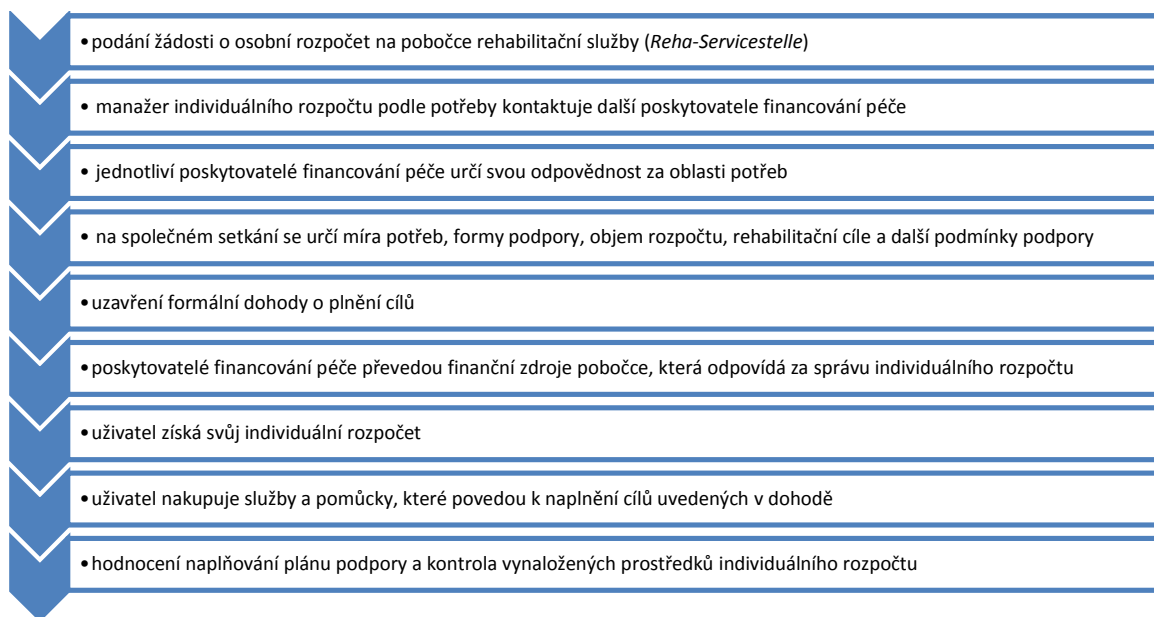 •podání žádosti o osobní rozpočet na pobočce rehabilitační služby (Reha-Servicestelle)
• manažer individuálního rozpočtu podle potřeby kontaktuje další poskytovatele financování péče
• jednotliví poskytovatelé financování péče určí svou odpovědnost za oblasti potřeb
• na společném setkání se určí míra potřeb, formy podpory, objem rozpočtu, rehabilitační cíle a další podmínky podpory
•uzavření formální dohody o plnění cílů
•poskytovatelé financování péče převedou finanční zdroje pobočce, která odpovídá za správu individuálního rozpočtu
•uživatel získá svůj individuální rozpočet
•uživatel nakupuje služby a pomůcky, které povedou k naplnění cílů uvedených v dohodě
•hodnocení naplňování plánu podpory a kontrola vynaložených prostředků individuálního rozpočtu